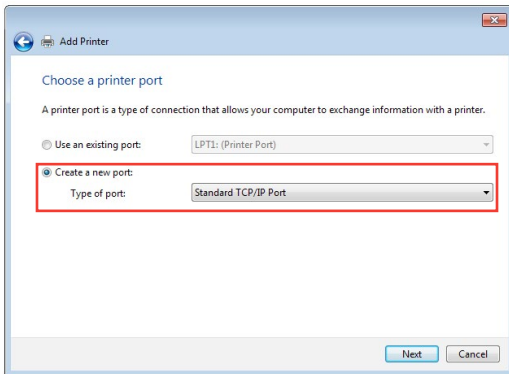 Add Printer
Choose a printer port
A printer port is a type of connection that allows your computer to exchange information with a printer.
Use an existing port: LPT1: (Printer Port)
Create a new port:
Type of port: Standard TCP/IP Port
Next Cancel